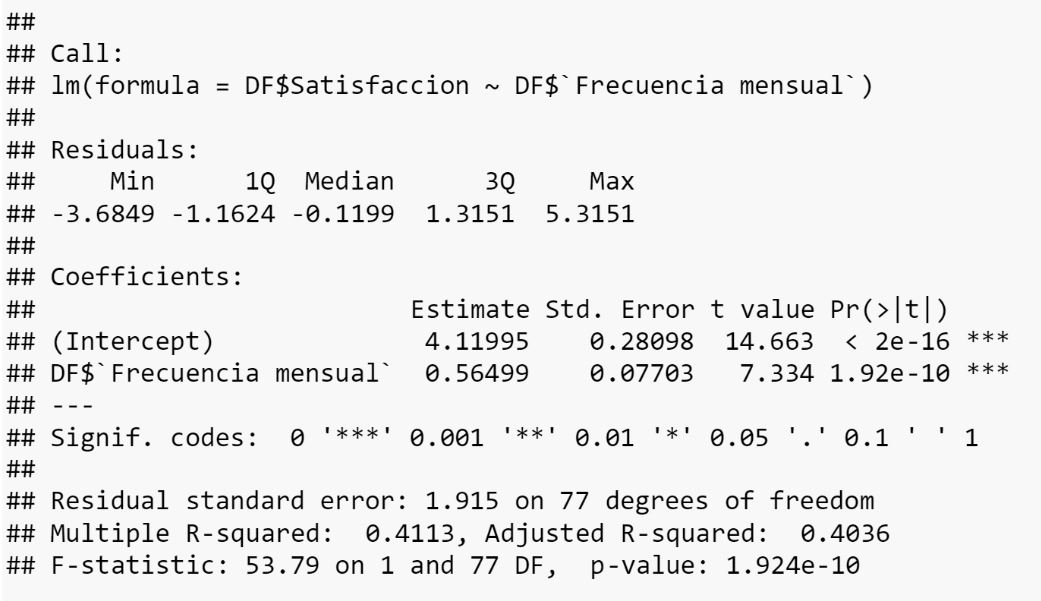 ##
## Call:
## lm(formula = DF$Satisfaccion ~ DF$`Frecuencia mensual`)
##
## Residuals:
##     Min      1Q  Median      3Q     Max
## -3.6849 -1.1624 -0.1199  1.3151  5.3151
##
## Coefficients:
##                         Estimate Std. Error t value Pr(>|t|)
## (Intercept)              4.11995    0.28098  14.663  < 2e-16 ***
## DF$`Frecuencia mensual`  0.56499    0.07703   7.334 1.92e-10 ***
## ---
## Signif. codes:  0 '***' 0.001 '**' 0.01 '*' 0.05 '.' 0.1 ' ' 1
##
## Residual standard error: 1.915 on 77 degrees of freedom
## Multiple R-squared:  0.4113, Adjusted R-squared:  0.4036
## F-statistic: 53.79 on 1 and 77 DF,  p-value: 1.924e-10